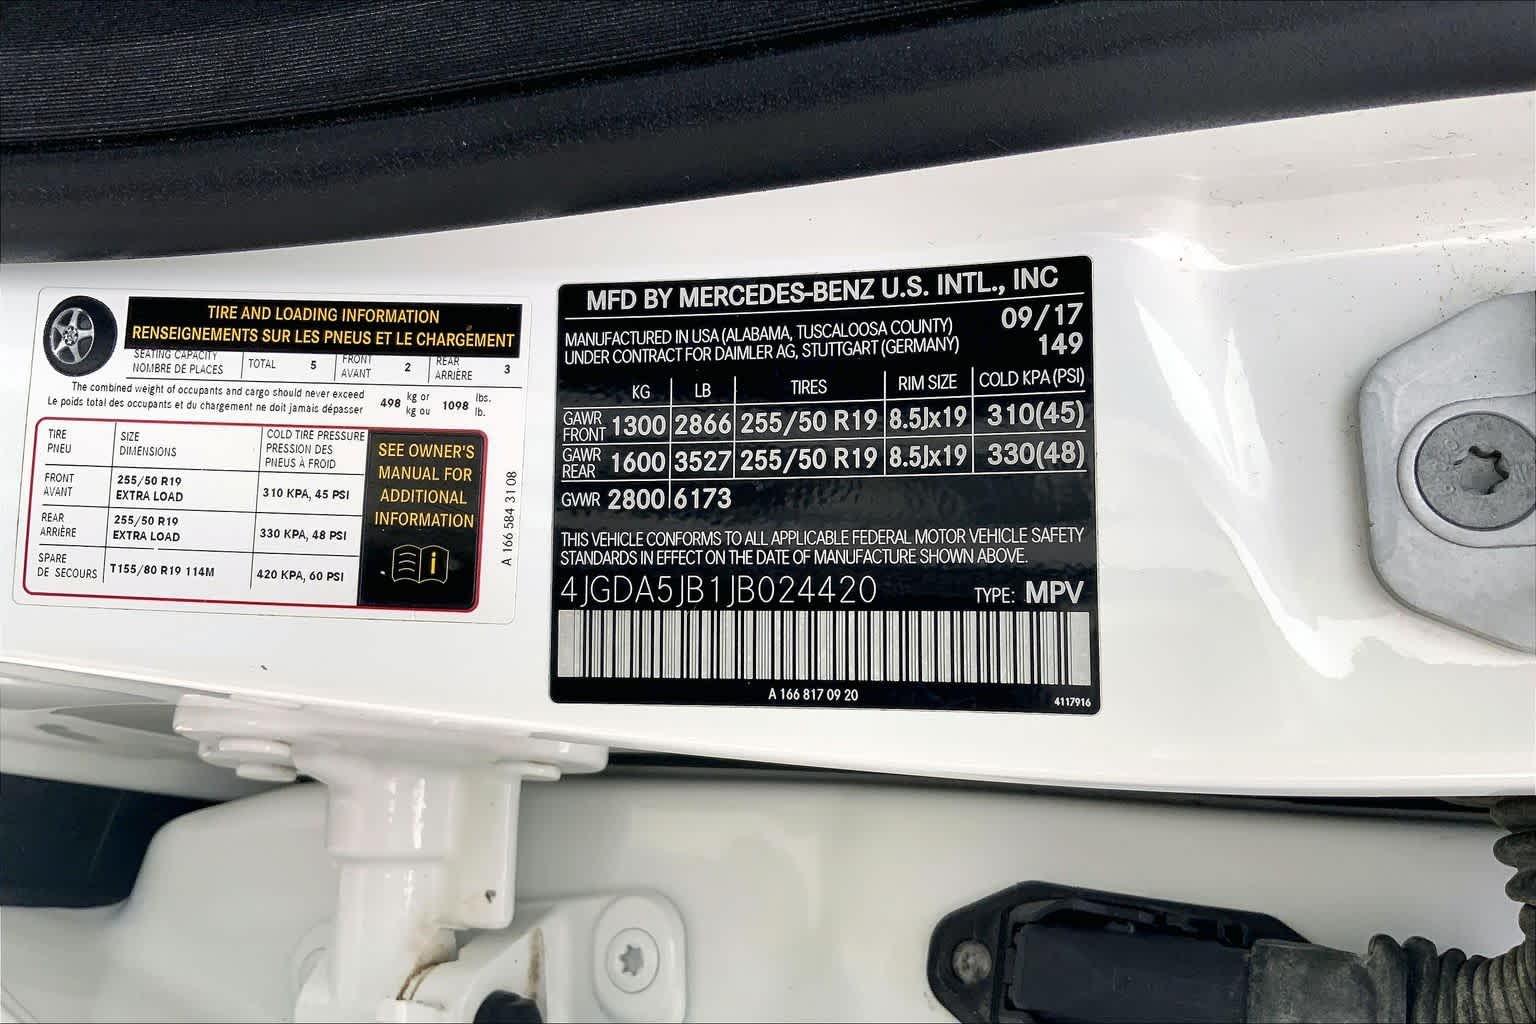 TIRE AND LOADING INFORMATION
RENSEIGNEMENTS SUR LES PNEUS ET LE CHARGEMENT
SEATING CAPACITY
NOMBRE DE PLACES
TOTAL 5
FRONT
AVANT
2
REAR
ARRIÈRE
3
The combined weight of occupants and cargo should never exceed
Le poids total des occupants et du chargement ne doit jamais dépasser
498
kg or
kg ou
1098
lbs.
lb.
TIRE
PNEU
SIZE
DIMENSIONS
COLD TIRE PRESSURE
PRESSION DES
PNEUS À FROID
FRONT
AVANT
255/50 R19
EXTRA LOAD
310 KPA, 45 PSI
REAR
ARRIÈRE
255/50 R19
EXTRA LOAD
330 KPA, 48 PSI
SPARE
DE SECOURS
T155/80 R19 114M
420 KPA, 60 PSI
SEE OWNER'S
MANUAL FOR
ADDITIONAL
INFORMATION
i
A 166 584 31 08
MFD BY MERCEDES-BENZ U.S. INTL., INC
MANUFACTURED IN USA (ALABAMA, TUSCALOOSA COUNTY)
UNDER CONTRACT FOR DAIMLER AG, STUTTGART (GERMANY)
09/17
149
KG LB TIRES RIM SIZE COLD KPA (PSI)
GAWR
FRONT
1300 2866 255/50 R19 8.5Jx19 310(45)
GAWR
REAR
1600 3527 255/50 R19 8.5Jx19 330(48)
GVWR 2800 6173
THIS VEHICLE CONFORMS TO ALL APPLICABLE FEDERAL MOTOR VEHICLE SAFETY
STANDARDS IN EFFECT ON THE DATE OF MANUFACTURE SHOWN ABOVE.
4JGDA5JB1JB024420 TYPE: MPV
A 166 817 09 20
4117916